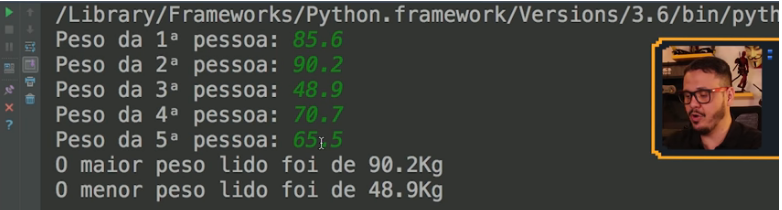 /Library/Frameworks/Python.framework/Versions/3.6/bin/pyth
Peso da 1ª pessoa: 85.6
Peso da 2ª pessoa: 90.2
Peso da 3ª pessoa: 48.9
Peso da 4ª pessoa: 70.7
Peso da 5ª pessoa: 65.5
O maior peso lido foi de 90.2Kg
O menor peso lido foi de 48.9Kg